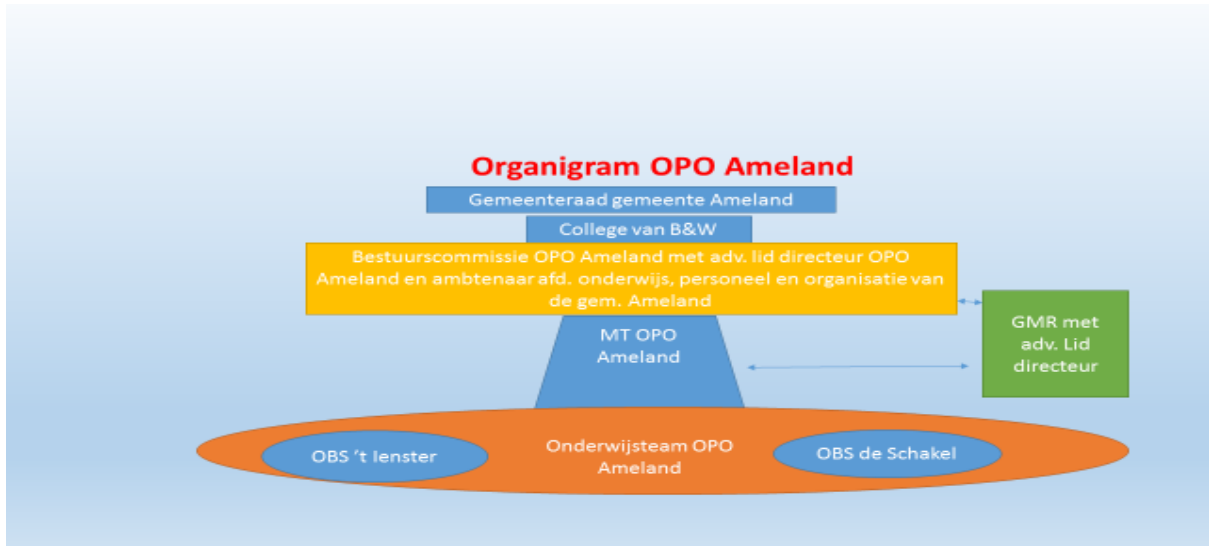 Organigram OPO Ameland
Gemeenteraad gemeente Ameland
College van B&W
Bestuurscommissie OPO Ameland met adv. lid directeur OPO
Ameland en ambtenaar afd. onderwijs, personeel en organisatie van
de gem. Ameland
MT OPO
Ameland
GMR met
adv. Lid
directeur
OBS ’t Ienster
Onderwijsteam OPO
Ameland
OBS de Schakel